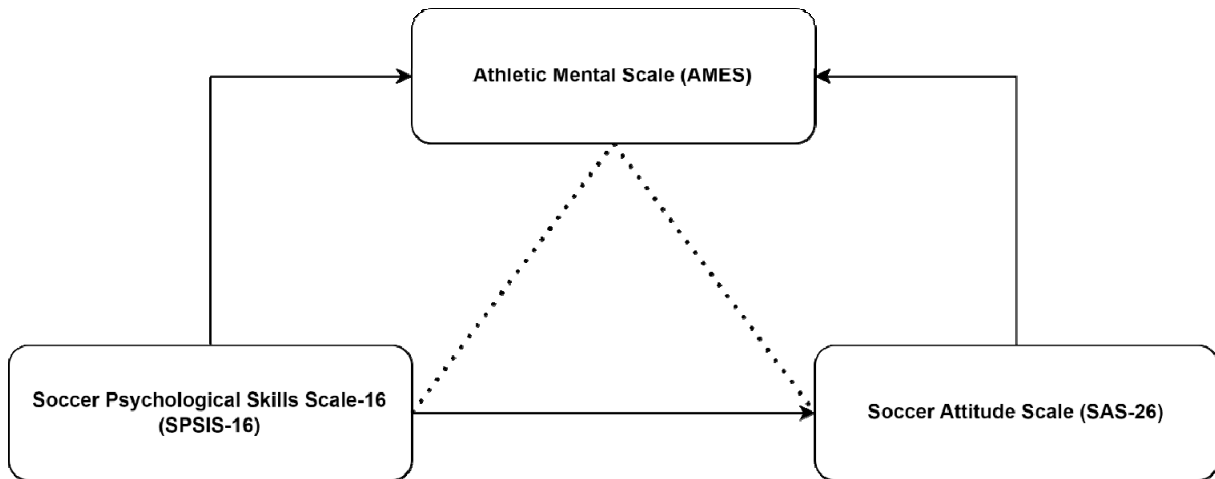 Athletic Mental Scale (AMES)
Soccer Psychological Skills Scale-16
(SPSIS-16)
Soccer Attitude Scale (SAS-26)